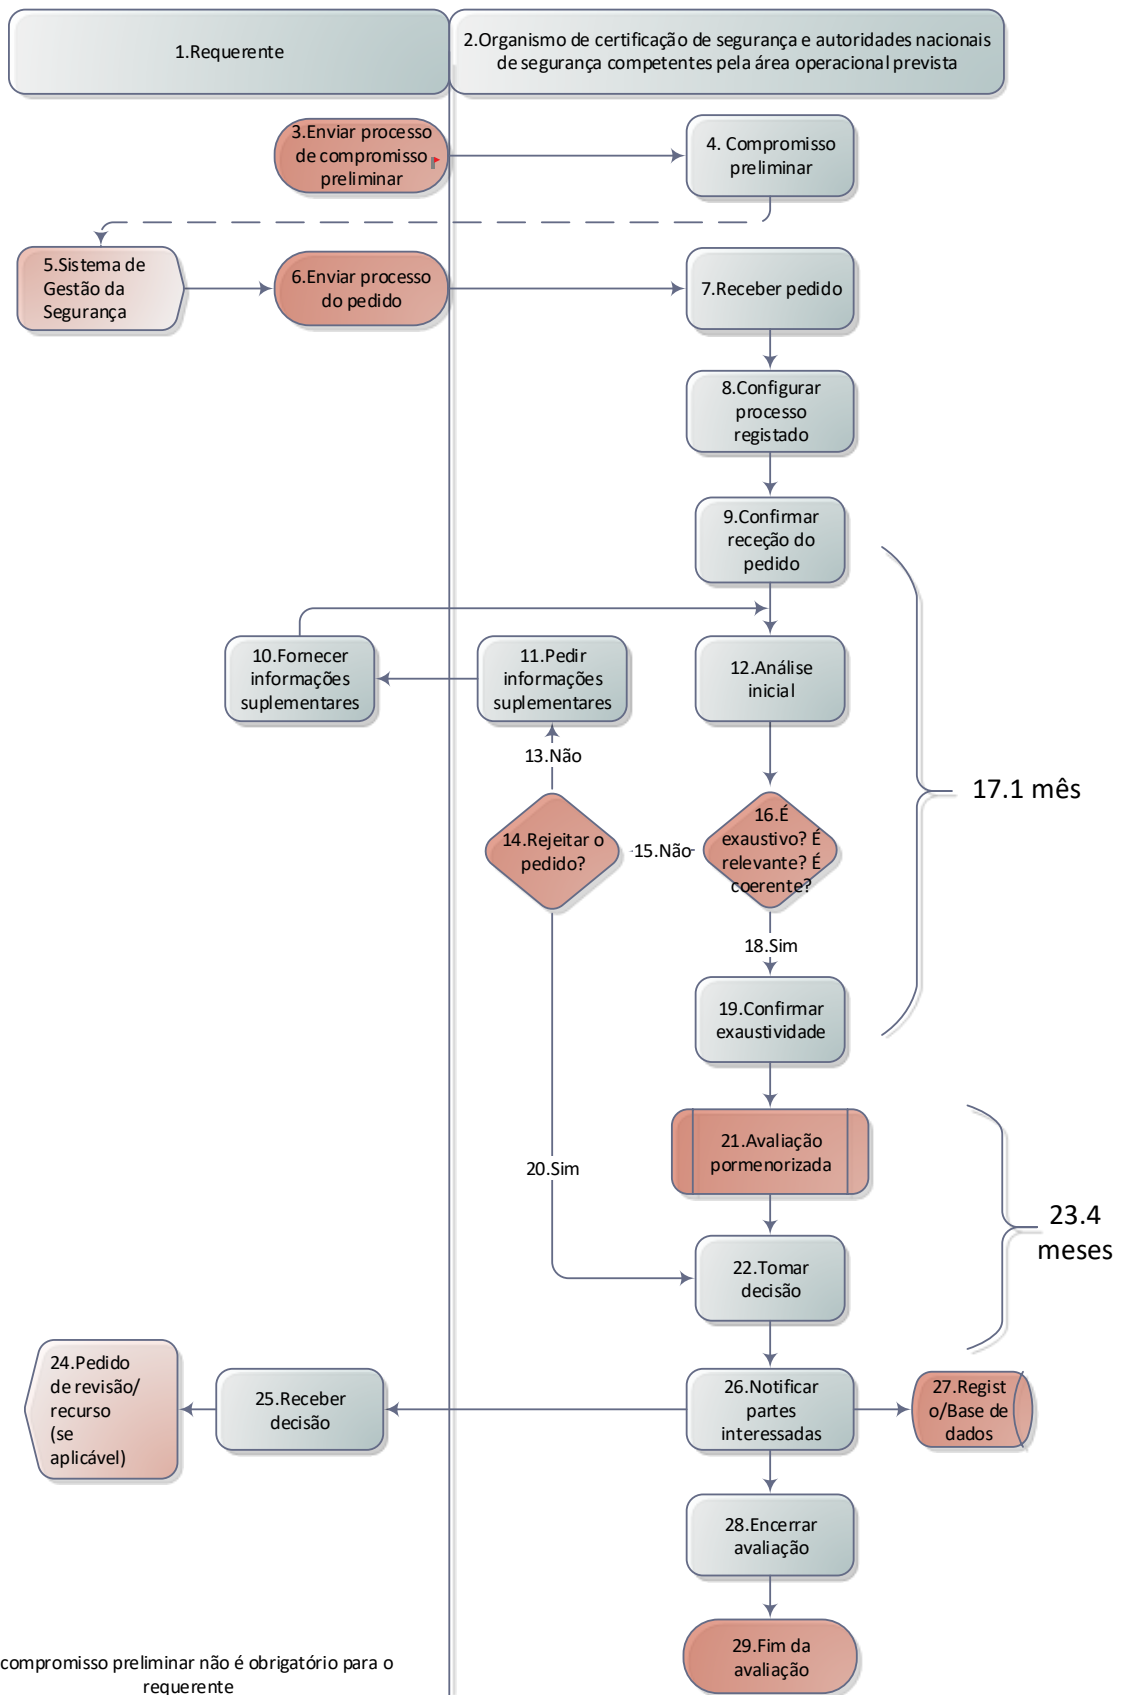 1.Requerente
2.Organismo de certificação de segurança e autoridades nacionais
de segurança competentes pela área operacional prevista
3.Enviar processo
de compromisso
preliminar
4. Compromisso
preliminar
5.Sistema de
Gestão da
Segurança
6.Enviar processo
do pedido
7.Receber pedido
8.Configurar
processo
registado
9.Confirmar
receção do
pedido
10.Fornecer
informações
suplementares
11.Pedir
informações
suplementares
12.Análise
inicial
13.Não
14.Rejeitar o
pedido?
15.Não
16.É
exaustivo? É
relevante? É
coerente?
17.1 mês
18.Sim
19.Confirmar
exaustividade
20.Sim
21.Avaliação
pormenorizada
22.Tomar
decisão
23.4
meses
24.Pedido
de revisão/
recurso
(se
aplicável)
25.Receber
decisão
26.Notificar
partes
interessadas
27.Regist
o/Base de
dados
28.Encerrar
avaliação
29.Fim da
avaliação
compromisso preliminar não é obrigatório para o
requerente